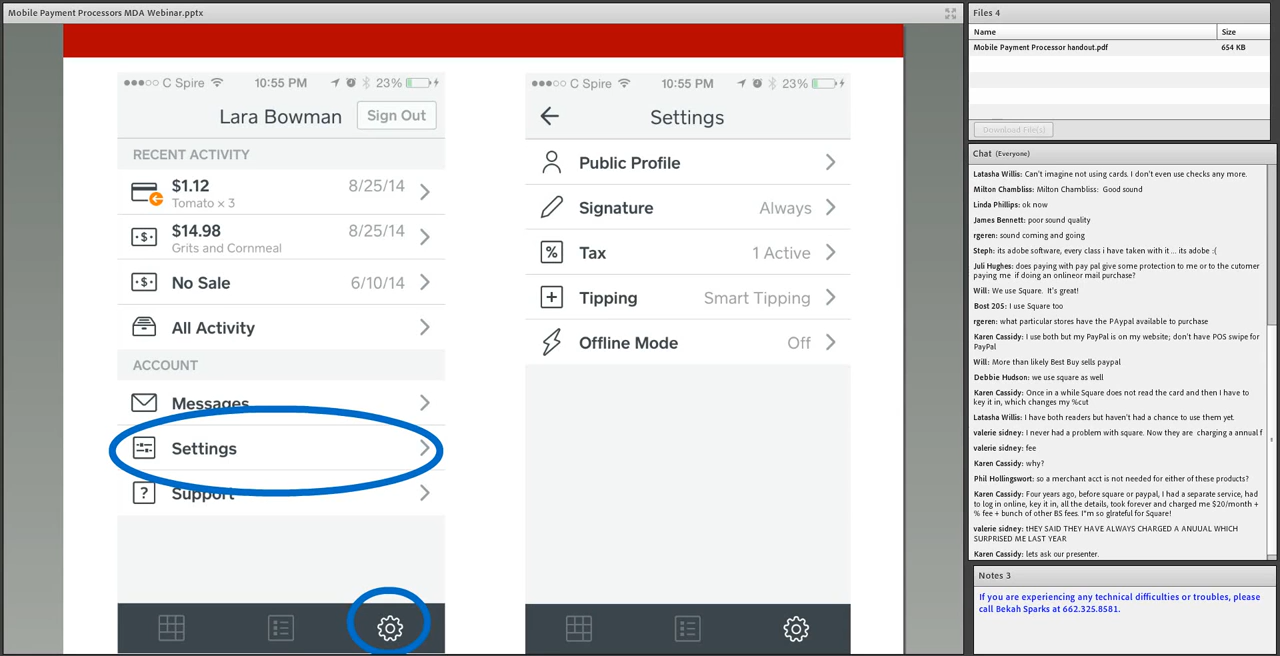 Mobile Payment Processors MDA Webinar.pptx
C Spire 10:55 PM 23%
Lara Bowman Sign Out
RECENT ACTIVITY
$1.12 8/25/14
Tomato × 3
$14.98 8/25/14
Grits and Cornmeal
No Sale 6/10/14
All Activity
ACCOUNT
Messages
Settings
Support
C Spire 10:55 PM 23%
Settings
Public Profile
Signature Always
Tax 1 Active
Tipping Smart Tipping
Offline Mode Off
Files 4
Name Size
Mobile Payment Processor handout.pdf 654 KB
Download File(s)
Chat (Everyone)
Latasha Willis: Can't imagine not using cards. I don't even use checks any more.
Milton Chambliss: Milton Chambliss: Good sound
Linda Phillips: ok now
James Bennett: poor sound quality
rgeren: sound coming and going
Steph: its adobe software, every class i have taken with it ... its adobe :(
Juli Hughes: does paying with pay pal give some protection to me or to the cutomer
paying me if doing an onlineor mail purchase?
Will: We use Square. It's great!
Bost 205: I use Square too
rgeren: what particular stores have the PAypal available to purchase
Karen Cassidy: I use both but my PayPal is on my website; don't have POS swipe for
PayPal
Will: More than likely Best Buy sells paypal
Debbie Hudson: we use square as well
Karen Cassidy: Once in a while Square does not read the card and then I have to
key it in, which changes my %cut
Latasha Willis: I have both readers but haven't had a chance to use them yet.
valerie sidney: I never had a problem with square. Now they are charging a annual f
valerie sidney: fee
Karen Cassidy: why?
Phil Hollingswort: so a merchant acct is not needed for either of these products?
Karen Cassidy: Four years ago, before square or paypal, I had a separate service, had
to log in online, key it in, all the details, took forever and charged me $20/month +
% fee + bunch of other BS fees. I"m so glrateful for Square!
valerie sidney: tHEY SAID THEY HAVE ALWAYS CHARGED A ANUUAL WHICH
SURPRISED ME LAST YEAR
Karen Cassidy: lets ask our presenter.
Notes 3
If you are experiencing any technical difficulties or troubles, please
call Bekah Sparks at 662.325.8581.